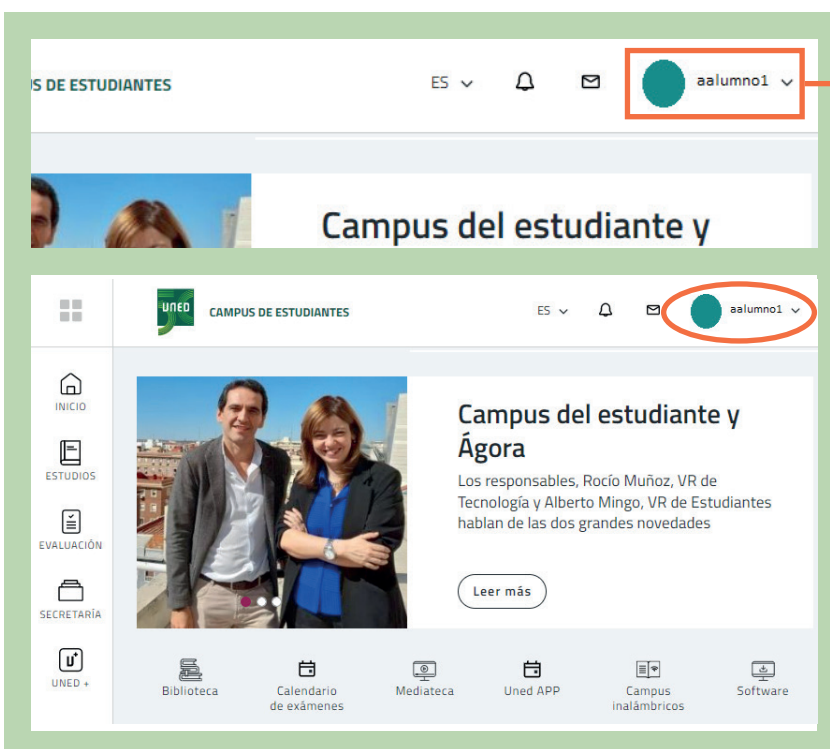 S DE ESTUDIANTES
ES
aalumno1
Campus del estudiante y
UNED
CAMPUS DE ESTUDIANTES
ES
aalumno1
INICIO
ESTUDIOS
EVALUACIÓN
SECRETARÍA
UNED +
Campus del estudiante y
Ágora
Los responsables, Rocío Muñoz, VR de
Tecnología y Alberto Mingo, VR de Estudiantes
hablan de las dos grandes novedades
Leer más
Biblioteca
Calendario
de exámenes
Mediateca
Uned APP
Campus
inalámbricos
Software